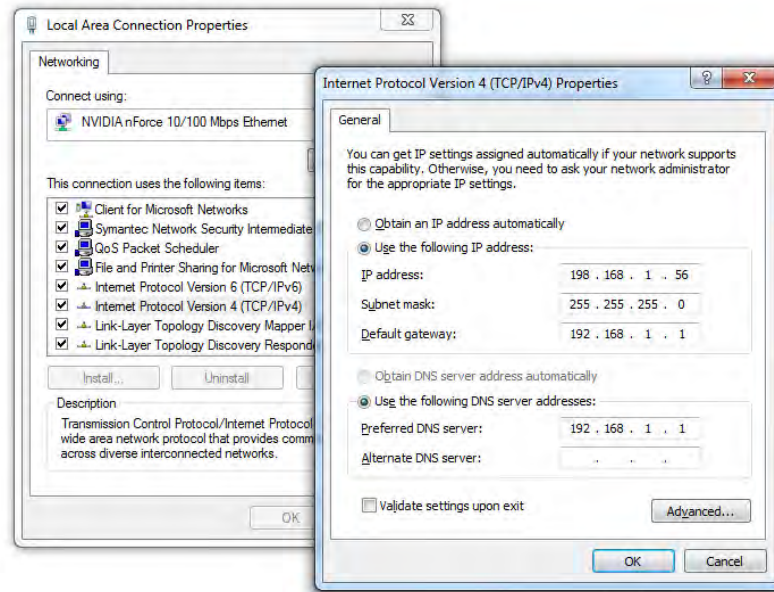 Local Area Connection Properties
Networking
Connect using:
NVIDIA nForce 10/100 Mbps Ethernet
This connection uses the following items:
Client for Microsoft Networks
Symantec Network Security Intermediate
QoS Packet Scheduler
File and Printer Sharing for Microsoft Netw
Internet Protocol Version 6 (TCP/IPv6)
Internet Protocol Version 4 (TCP/IPv4)
Link-Layer Topology Discovery Mapper I/
Link-Layer Topology Discovery Responde
Install...
Uninstall
Description
Transmission Control Protocol/Internet Protocol
wide area network protocol that provides comm
across diverse interconnected networks.
OK
Internet Protocol Version 4 (TCP/IPv4) Properties
General
You can get IP settings assigned automatically if your network supports
this capability. Otherwise, you need to ask your network administrator
for the appropriate IP settings.
Obtain an IP address automatically
Use the following IP address:
IP address: 198 . 168 . 1 . 56
Subnet mask: 255 . 255 . 255 . 0
Default gateway: 192 . 168 . 1 . 1
Obtain DNS server address automatically
Use the following DNS server addresses:
Preferred DNS server: 192 . 168 . 1 . 1
Alternate DNS server: . . .
Validate settings upon exit
Advanced...
OK
Cancel